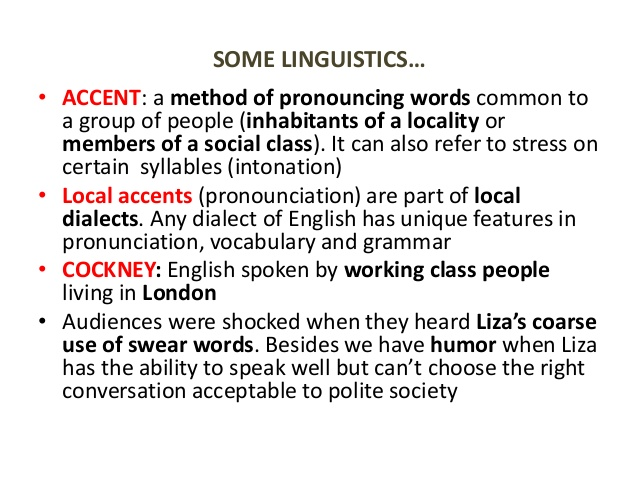 SOME LINGUISTICS…
• ACCENT: a method of pronouncing words common to
a group of people (inhabitants of a locality or
members of a social class). It can also refer to stress on
certain syllables (intonation)
• Local accents (pronounciation) are part of local
dialects. Any dialect of English has unique features in
pronunciation, vocabulary and grammar
• COCKNEY: English spoken by working class people
living in London
• Audiences were shocked when they heard Liza’s coarse
use of swear words. Besides we have humor when Liza
has the ability to speak well but can’t choose the right
conversation acceptable to polite society